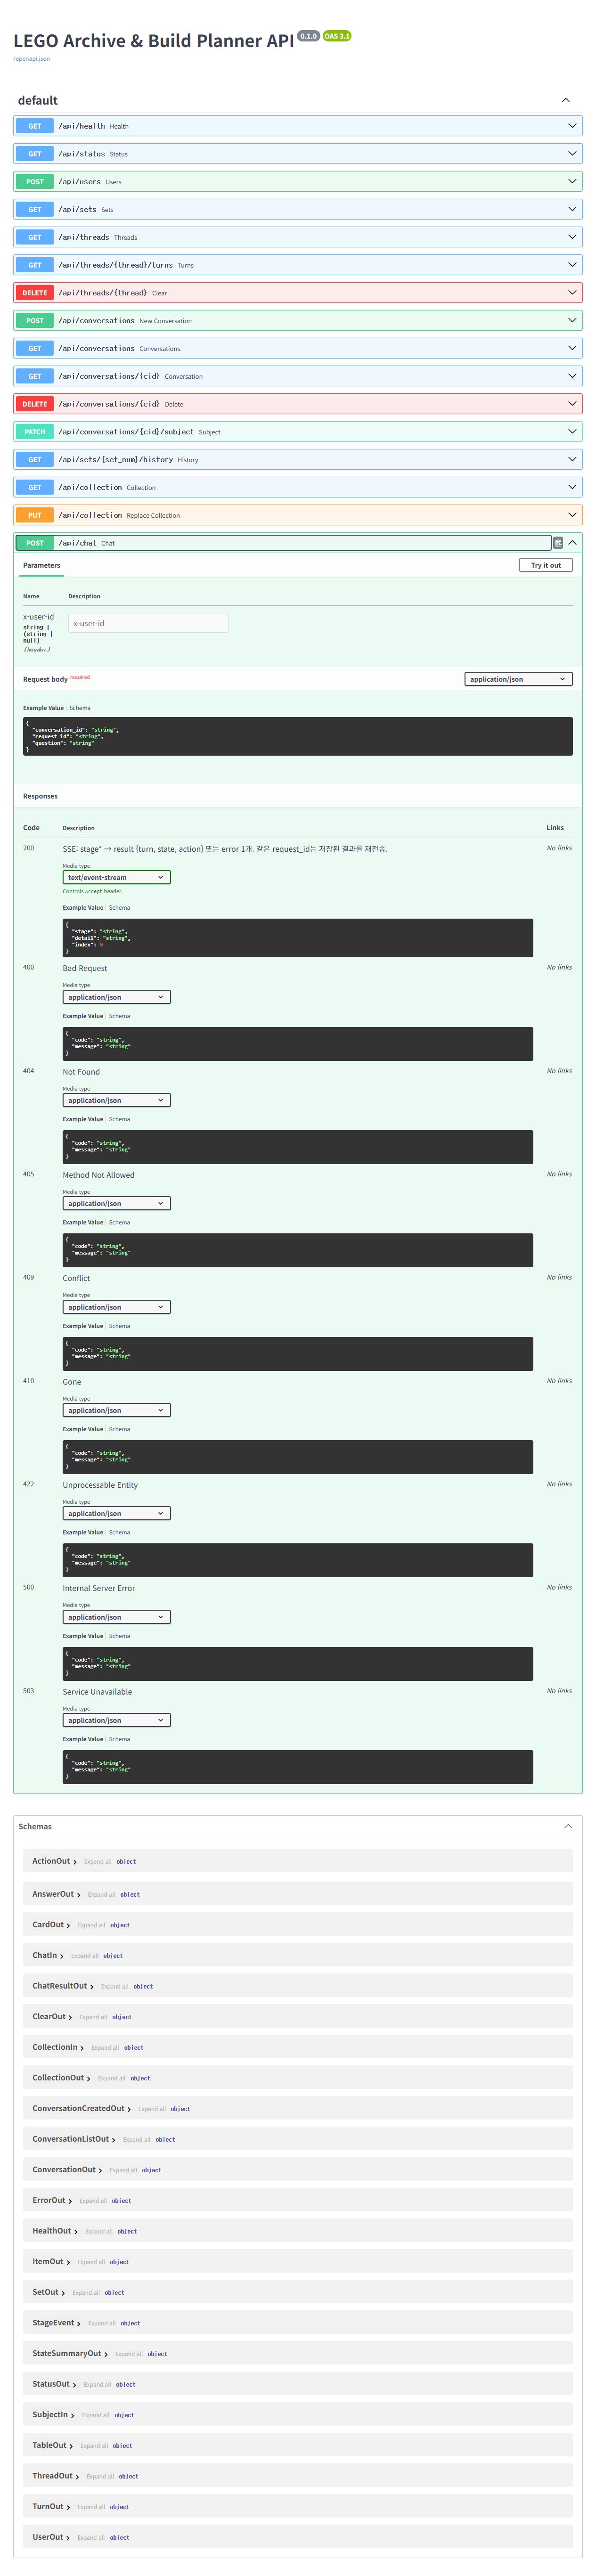 LEGO Archive & Build Planner API 0.1.0 OAS 3.1
/openapi.json
default
GET /api/health Health
GET /api/status Status
POST /api/users Users
GET /api/sets Sets
GET /api/threads Threads
GET /api/threads/{thread}/turns Turns
DELETE /api/threads/{thread} Clear
POST /api/conversations New Conversation
GET /api/conversations Conversations
GET /api/conversations/{cid} Conversation
DELETE /api/conversations/{cid} Delete
PATCH /api/conversations/{cid}/subject Subject
GET /api/sets/{set_num}/history History
GET /api/collection Collection
PUT /api/collection Replace Collection
POST /api/chat Chat
Parameters Try it out
Name Description
x-user-id x-user-id
string |
(string |
null)
(header)
Request body required application/json
Example Value Schema
{
"conversation_id": "string",
"request_id": "string",
"question": "string"
}
Responses
Code Description Links
200 SSE: stage* → result {turn, state, action} 또는 error 1개. 같은 request_id는 저장된 결과를 재전송. No links
Media type
text/event-stream
Controls Accept header.
Example Value Schema
{
"stage": "string",
"detail": "string",
"index": 0
}
400 Bad Request No links
Media type
application/json
Example Value Schema
{
"code": "string",
"message": "string"
}
404 Not Found No links
Media type
application/json
Example Value Schema
{
"code": "string",
"message": "string"
}
405 Method Not Allowed No links
Media type
application/json
Example Value Schema
{
"code": "string",
"message": "string"
}
409 Conflict No links
Media type
application/json
Example Value Schema
{
"code": "string",
"message": "string"
}
410 Gone No links
Media type
application/json
Example Value Schema
{
"code": "string",
"message": "string"
}
422 Unprocessable Entity No links
Media type
application/json
Example Value Schema
{
"code": "string",
"message": "string"
}
500 Internal Server Error No links
Media type
application/json
Example Value Schema
{
"code": "string",
"message": "string"
}
503 Service Unavailable No links
Media type
application/json
Example Value Schema
{
"code": "string",
"message": "string"
}
Schemas
ActionOut Expand all object
AnswerOut Expand all object
CardOut Expand all object
ChatIn Expand all object
ChatResultOut Expand all object
ClearOut Expand all object
CollectionIn Expand all object
CollectionOut Expand all object
ConversationCreatedOut Expand all object
ConversationListOut Expand all object
ConversationOut Expand all object
ErrorOut Expand all object
HealthOut Expand all object
ItemOut Expand all object
SetOut Expand all object
StageEvent Expand all object
StateSummaryOut Expand all object
StatusOut Expand all object
SubjectIn Expand all object
TableOut Expand all object
ThreadOut Expand all object
TurnOut Expand all object
UserOut Expand all object